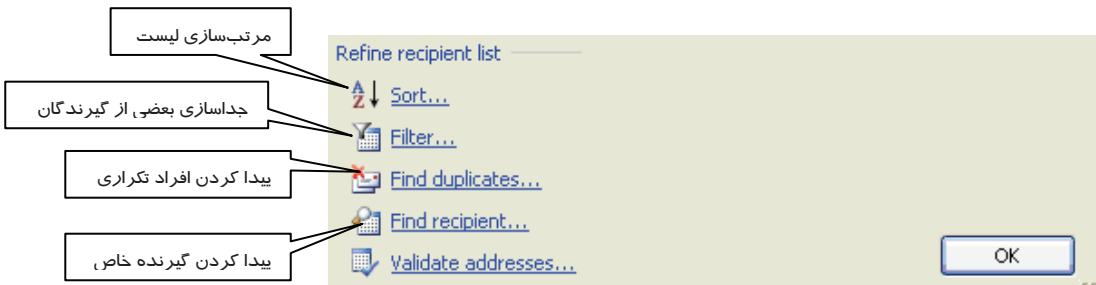 مرتب‌سازی لیست
Refine recipient list
Sort...
جداسازی بعضی از گیرندگان
Filter...
پیدا کردن افراد تکراری
Find duplicates...
Find recipient...
پیدا کردن گیرنده خاص
Validate addresses...
OK